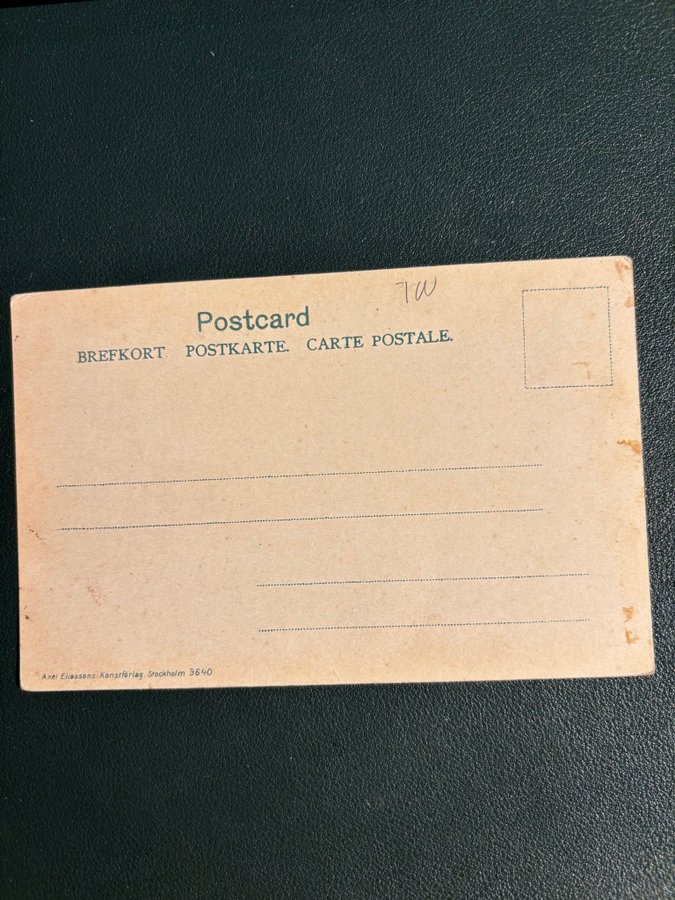 7W
Postcard
BREFKORT POSTKARTE. CARTE POSTALE.
Axel Eliassons Konstförlag Stockholm 3640